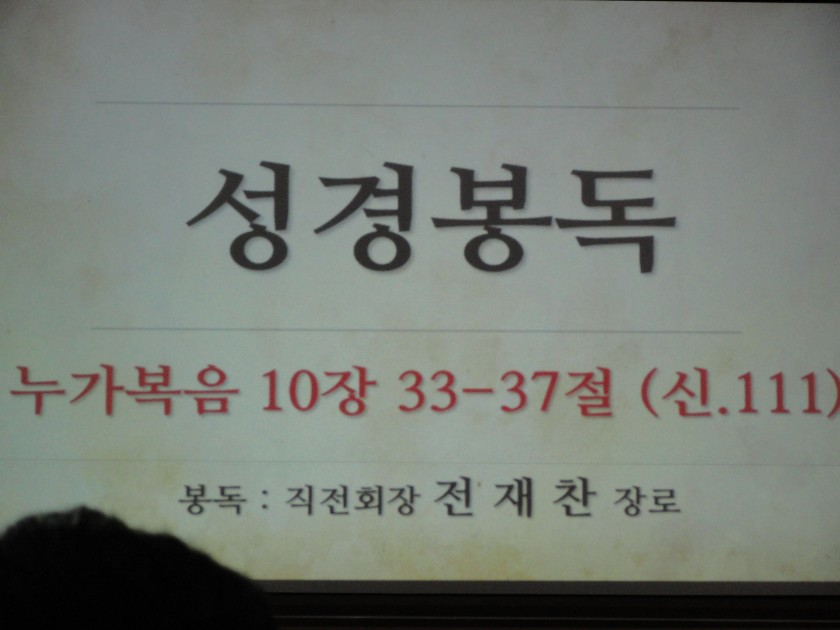 성경봉독
누가복음 10장 33-37절 (신.111)
봉독 : 직전회장 전 재 찬 장로